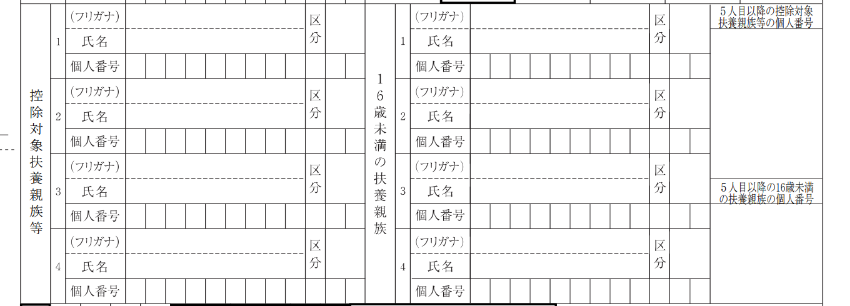 控除対象扶養親族等
1
(フリガナ)
氏名
個人番号
区分
2
(フリガナ)
氏名
個人番号
区分
3
(フリガナ)
氏名
個人番号
区分
4
(フリガナ)
氏名
個人番号
区分
16歳未満の扶養親族
1
(フリガナ)
氏名
個人番号
区分
2
(フリガナ)
氏名
個人番号
区分
3
(フリガナ)
氏名
個人番号
区分
4
(フリガナ)
氏名
個人番号
区分
5人目以降の控除対象
扶養親族等の個人番号
5人目以降の16歳未満
の扶養親族の個人番号